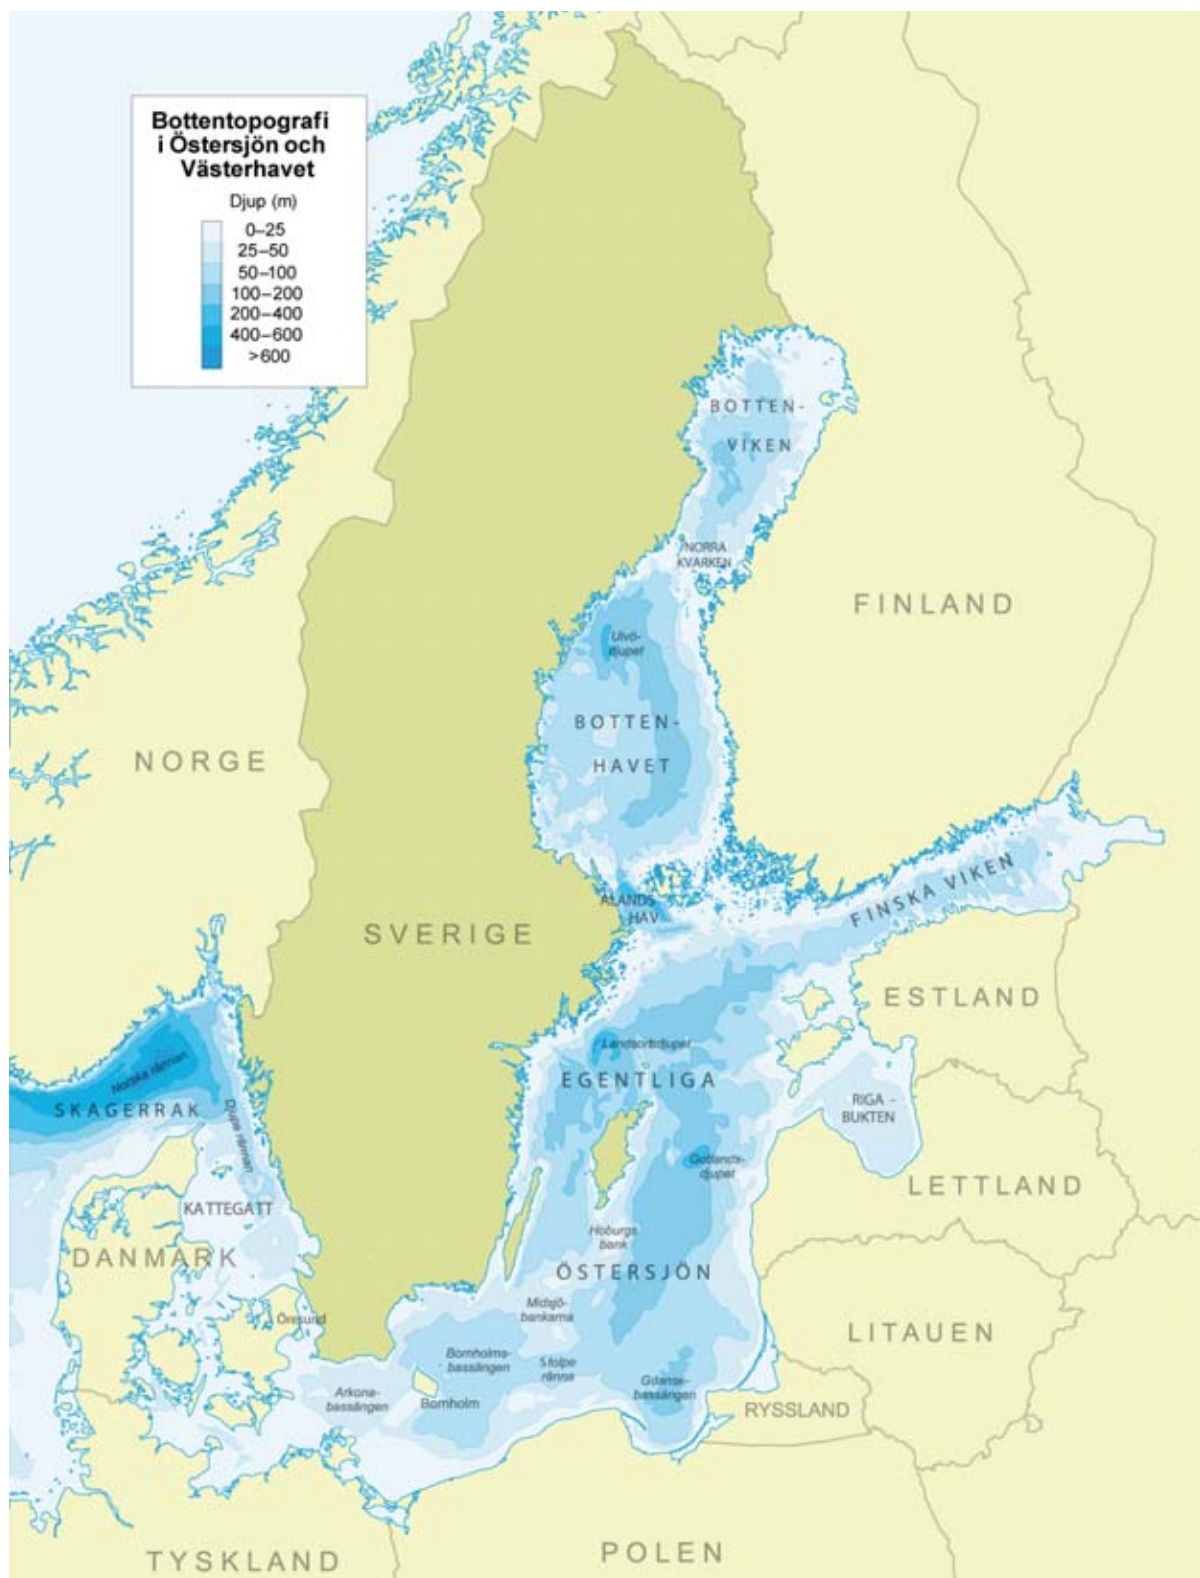 Bottentopografi
i Östersjön och
Västerhavet
Djup (m)
0–25
25–50
50–100
100–200
200–400
400–600
>600
BOTTEN-
VIKEN
NORRA
KVARKEN
FINLAND
Ulvö-
djupet
BOTTEN-
HAVET
NORGE
FINSKA VIKEN
ÅLANDS
HAV
SVERIGE
ESTLAND
Landsortsdjupet
Norska rännan
EGENTLIGA
SKAGERRAK
RIGA -
BUKTEN
Djupa rännan
Gotlands-
djupet
LETTLAND
KATTEGATT
Hoburgs
bank
DANMARK
ÖSTERSJÖN
Midsjö-
bankarna
Öresund
LITAUEN
Bornholms-
bassängen
Stolpe
ränna
Gdansk-
bassängen
Arkona-
bassängen
Bornholm
RYSSLAND
POLEN
TYSKLAND